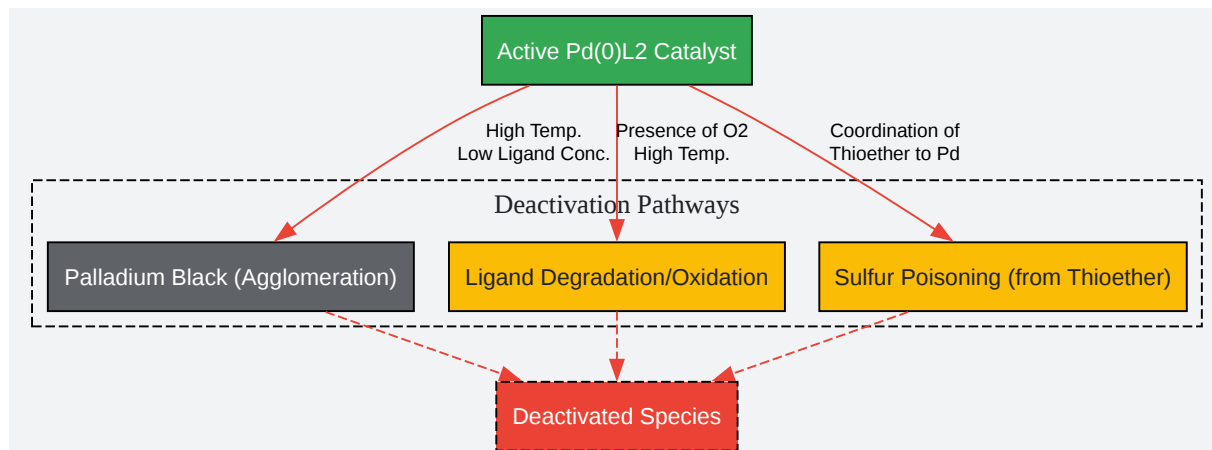 Active Pd(0)L2 Catalyst
High Temp.
Low Ligand Conc.
Presence of O2
High Temp.
Coordination of
Thioether to Pd
Deactivation Pathways
Palladium Black (Agglomeration)
Ligand Degradation/Oxidation
Sulfur Poisoning (from Thioether)
Deactivated Species